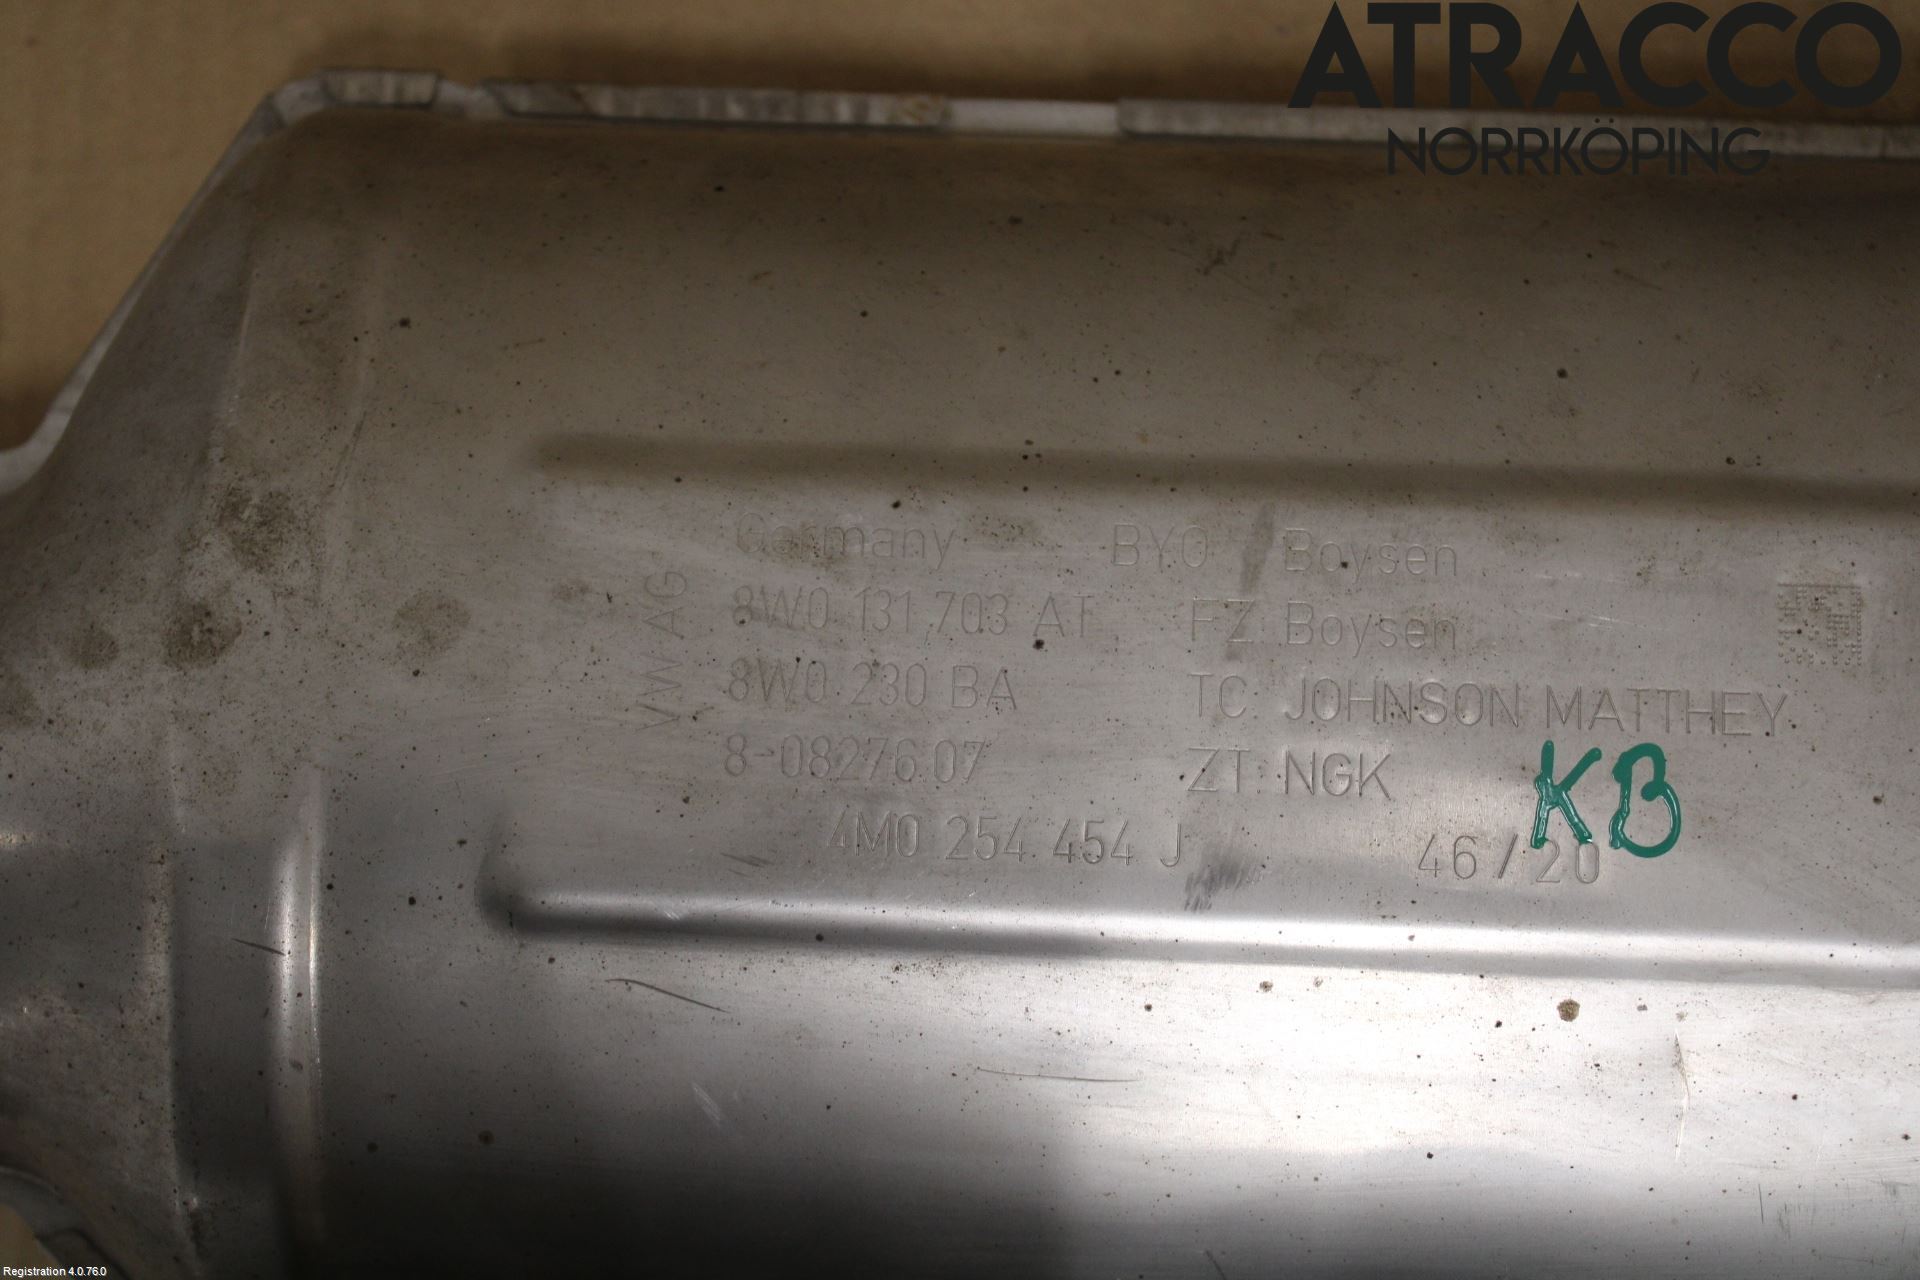 ATRACCO
NORRKÖPING
Germany BYO Boysen
VW AG
8W0 131 703 AT FZ Boysen
8W0 230 BA TC JOHNSON MATTHEY
8-08276 07 ZT NGK
KB
4M0 254 454 J 46/20
Registration 4.0.76.0